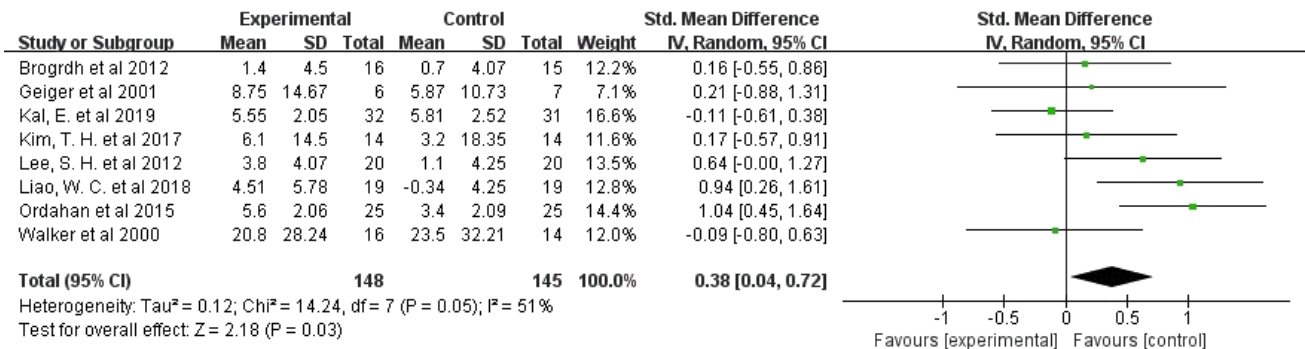 Experimental Control Std. Mean Difference Std. Mean Difference
Study or Subgroup Mean SD Total Mean SD Total Weight IV, Random, 95% CI IV, Random, 95% CI
Brogrdh et al 2012 1.4 4.5 16 0.7 4.07 15 12.2% 0.16 [-0.55, 0.86]
Geiger et al 2001 8.75 14.67 6 5.87 10.73 7 7.1% 0.21 [-0.88, 1.31]
Kal, E. et al 2019 5.55 2.05 32 5.81 2.52 31 16.6% -0.11 [-0.61, 0.38]
Kim, T. H. et al 2017 6.1 14.5 14 3.2 18.35 14 11.6% 0.17 [-0.57, 0.91]
Lee, S. H. et al 2012 3.8 4.07 20 1.1 4.25 20 13.5% 0.64 [-0.00, 1.27]
Liao, W. C. et al 2018 4.51 5.78 19 -0.34 4.25 19 12.8% 0.94 [0.26, 1.61]
Ordahan et al 2015 5.6 2.06 25 3.4 2.09 25 14.4% 1.04 [0.45, 1.64]
Walker et al 2000 20.8 28.24 16 23.5 32.21 14 12.0% -0.09 [-0.80, 0.63]
Total (95% CI) 148 145 100.0% 0.38 [0.04, 0.72]
Heterogeneity: Tau² = 0.12; Chi² = 14.24, df = 7 (P = 0.05); I² = 51%
Test for overall effect: Z = 2.18 (P = 0.03)
-1 -0.5 0 0.5 1
Favours [experimental] Favours [control]